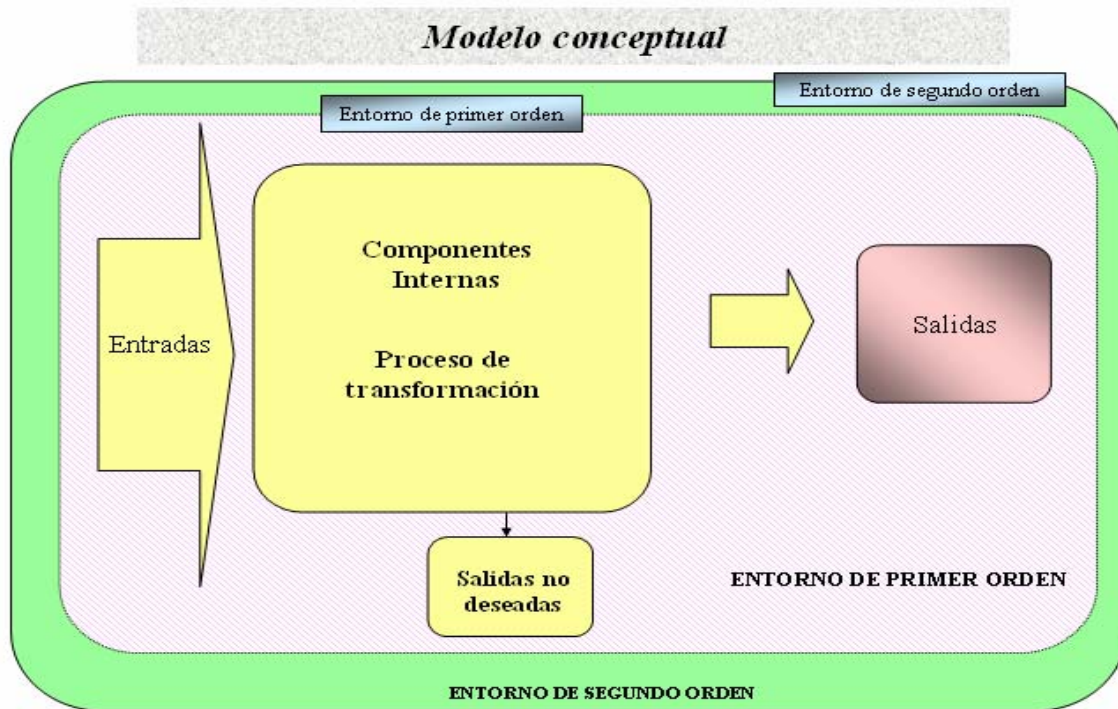 Modelo conceptual
Entorno de segundo orden
Entorno de primer orden
Componentes
Internas
Entradas
Proceso de
transformación
Salidas
Salidas no
deseadas
ENTORNO DE PRIMER ORDEN
ENTORNO DE SEGUNDO ORDEN